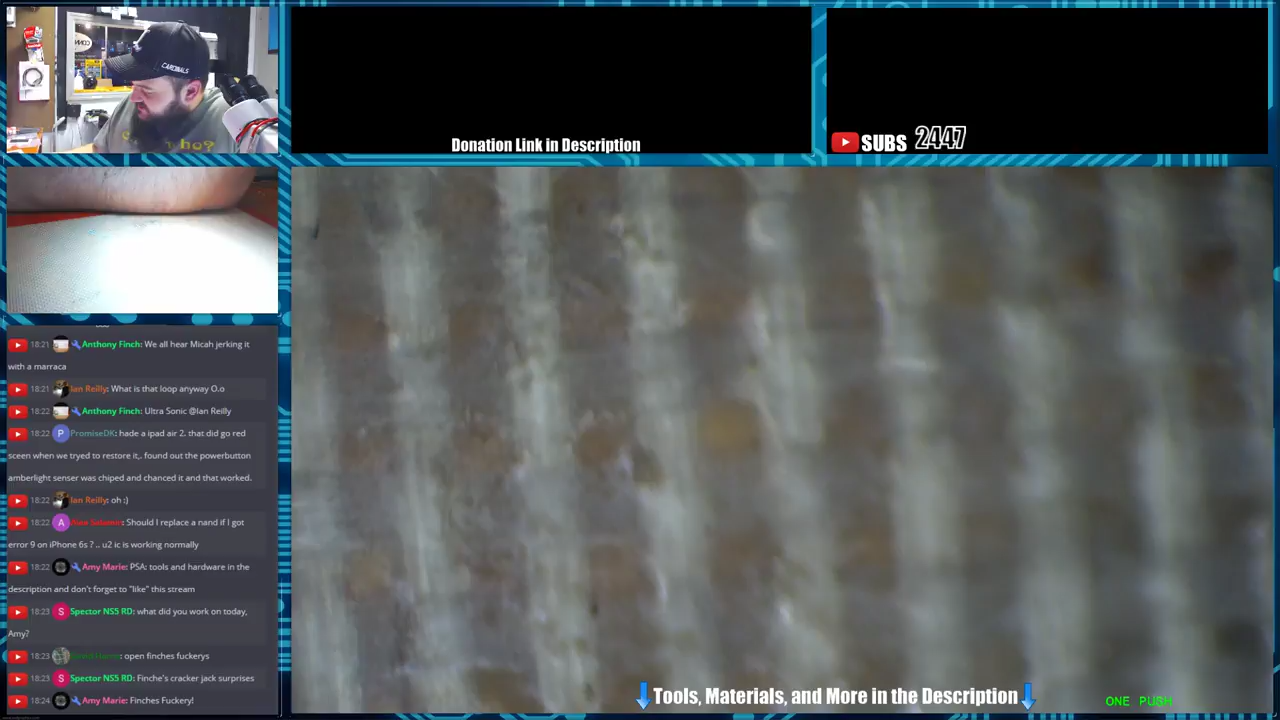 CARDINALS
Donation Link in Description
SUBS 2447
18:21 Anthony Finch: We all hear Micah jerking it
with a marraca
18:21 Ian Reilly: What is that loop anyway O.o
18:22 Anthony Finch: Ultra Sonic @Ian Reilly
18:22 P PromiseDK: hade a ipad air 2. that did go red
sceen when we tryed to restore it,. found out the powerbutton
amberlight senser was chiped and chanced it and that worked.
18:22 Ian Reilly: oh :)
18:22 A : Should I replace a nand if I got
error 9 on iPhone 6s ? .. u2 ic is working normally
18:22 Amy Marie: PSA: tools and hardware in the
description and don't forget to "like" this stream
18:23 S Spector NS5 RD: what did you work on today,
Amy?
18:23 : open finches fuckerys
18:23 S Spector NS5 RD: Finche's cracker jack surprises
18:24 Amy Marie: Finches Fuckery!
Tools, Materials, and More in the Description
ONE PUSH